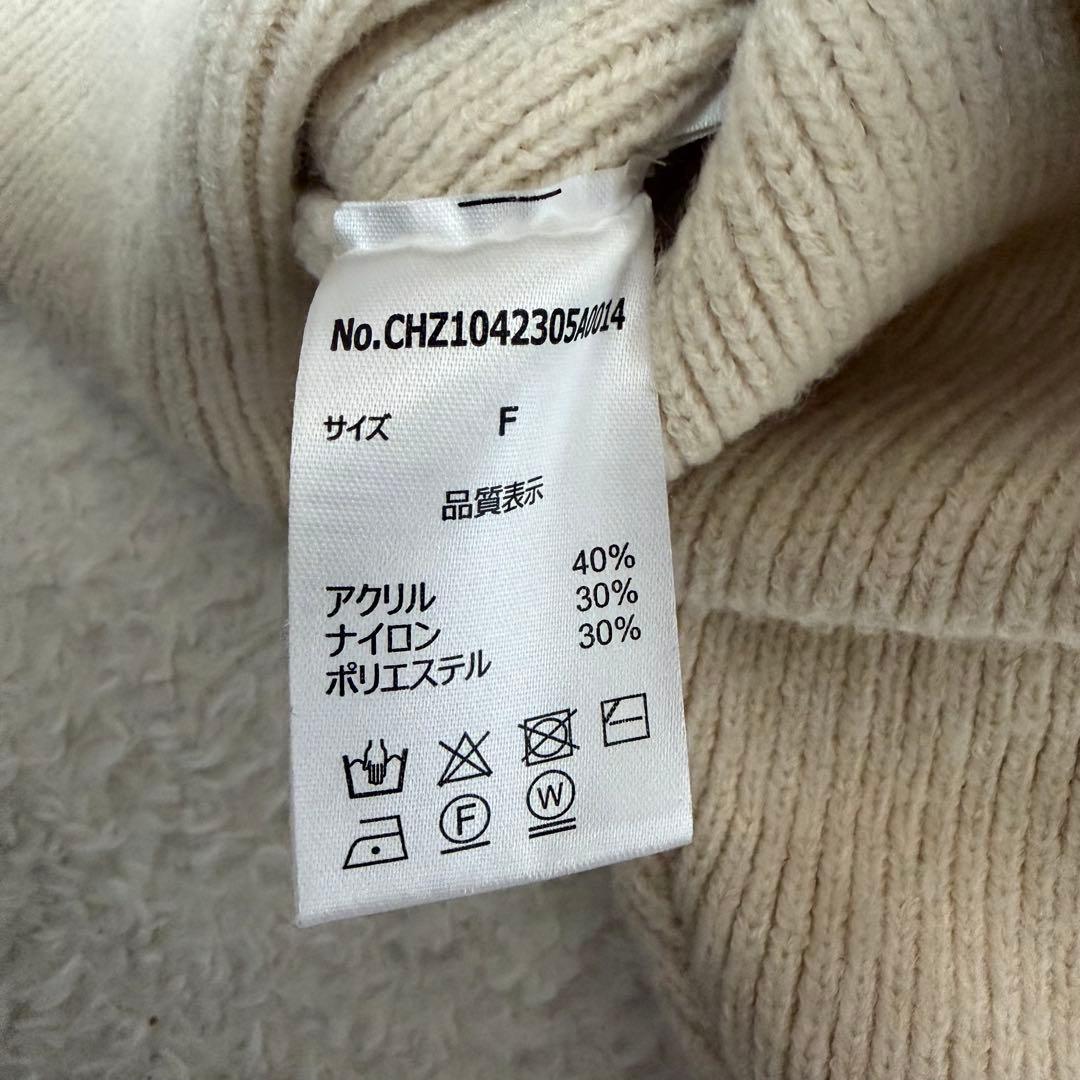 No.CHZ1042305A0014
サイズ F
品質表示
アクリル 40%
ナイロン 30%
ポリエステル 30%
F W